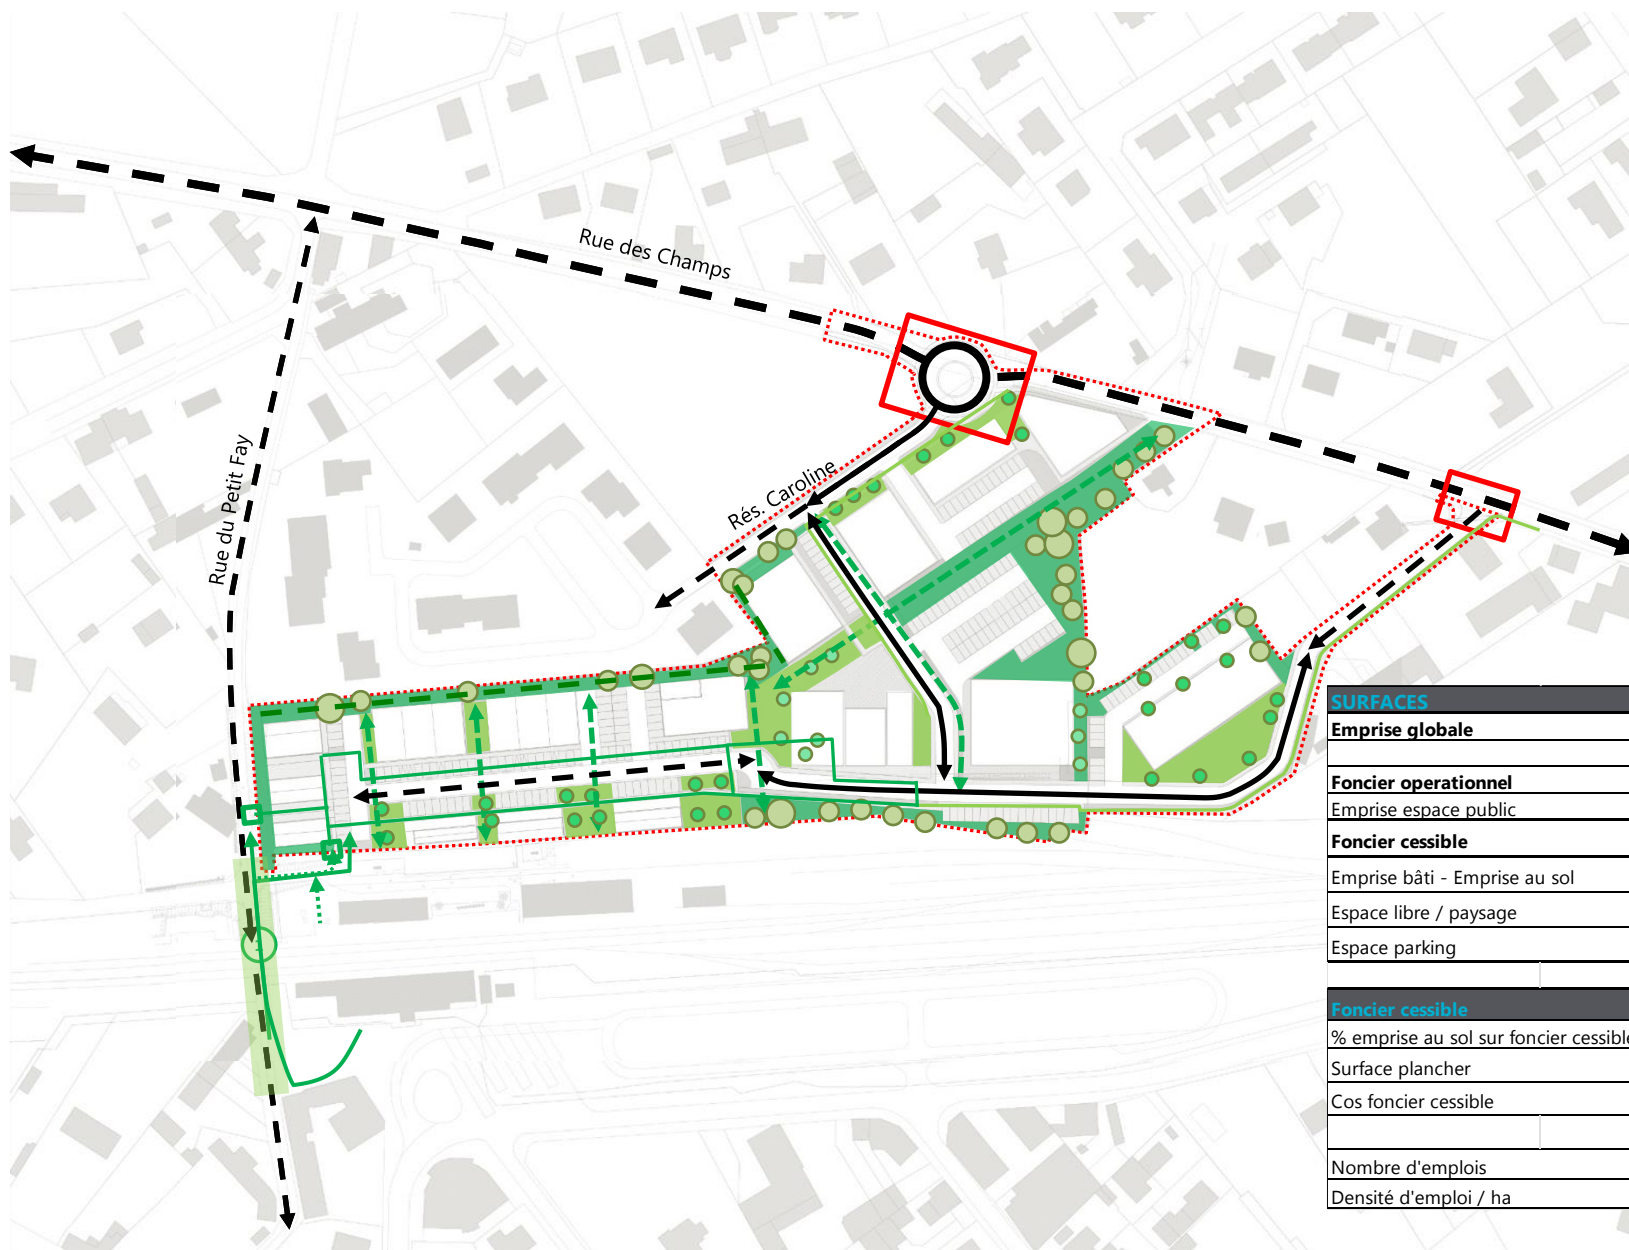 Rue des Champs
Rue du Petit Fay
Rés. Caroline
SURFACES
Emprise globale
Foncier operationnel
Emprise espace public
Foncier cessible
Emprise bâti - Emprise au sol
Espace libre / paysage
Espace parking
Foncier cessible
% emprise au sol sur foncier cessible
Surface plancher
Cos foncier cessible
Nombre d'emplois
Densité d'emploi / ha